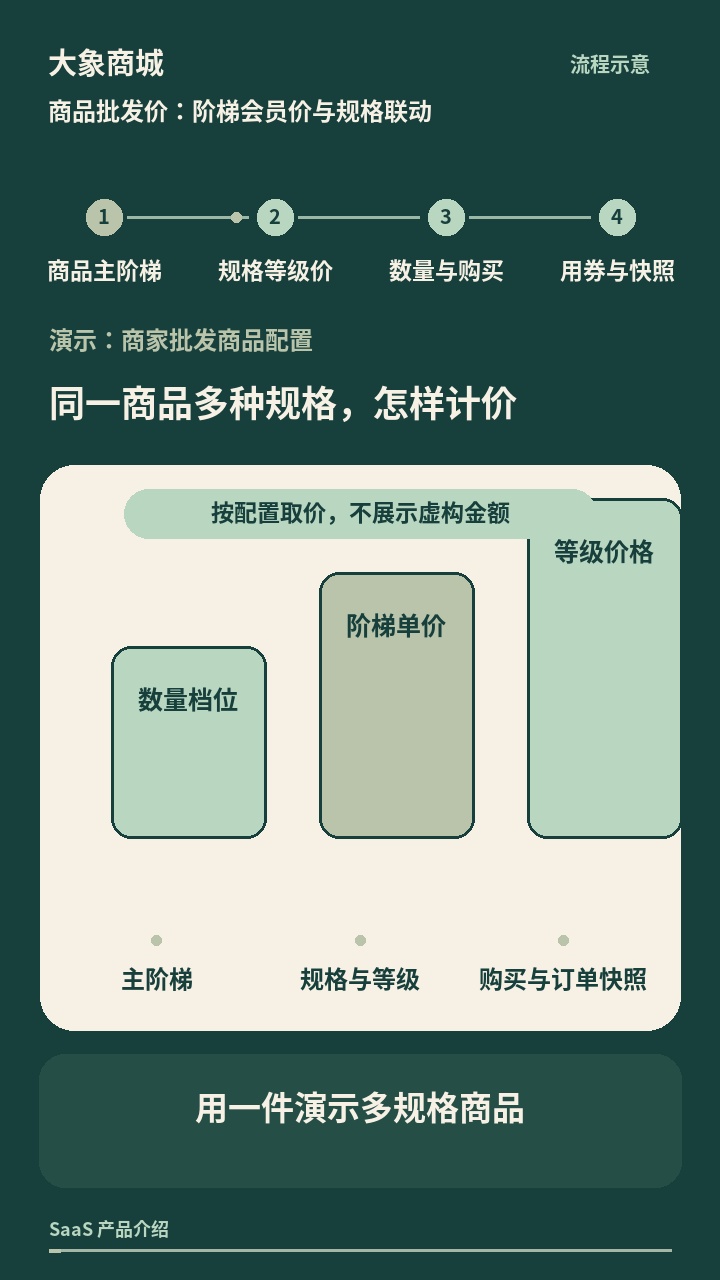 大象商城
流程示意
商品批发价：阶梯会员价与规格联动
1
2
3
4
商品主阶梯
规格等级价
数量与购买
用券与快照
演示：商家批发商品配置
同一商品多种规格，怎样计价
按配置取价，不展示虚构金额
等级价格
阶梯单价
数量档位
主阶梯
规格与等级
购买与订单快照
用一件演示多规格商品
SaaS 产品介绍